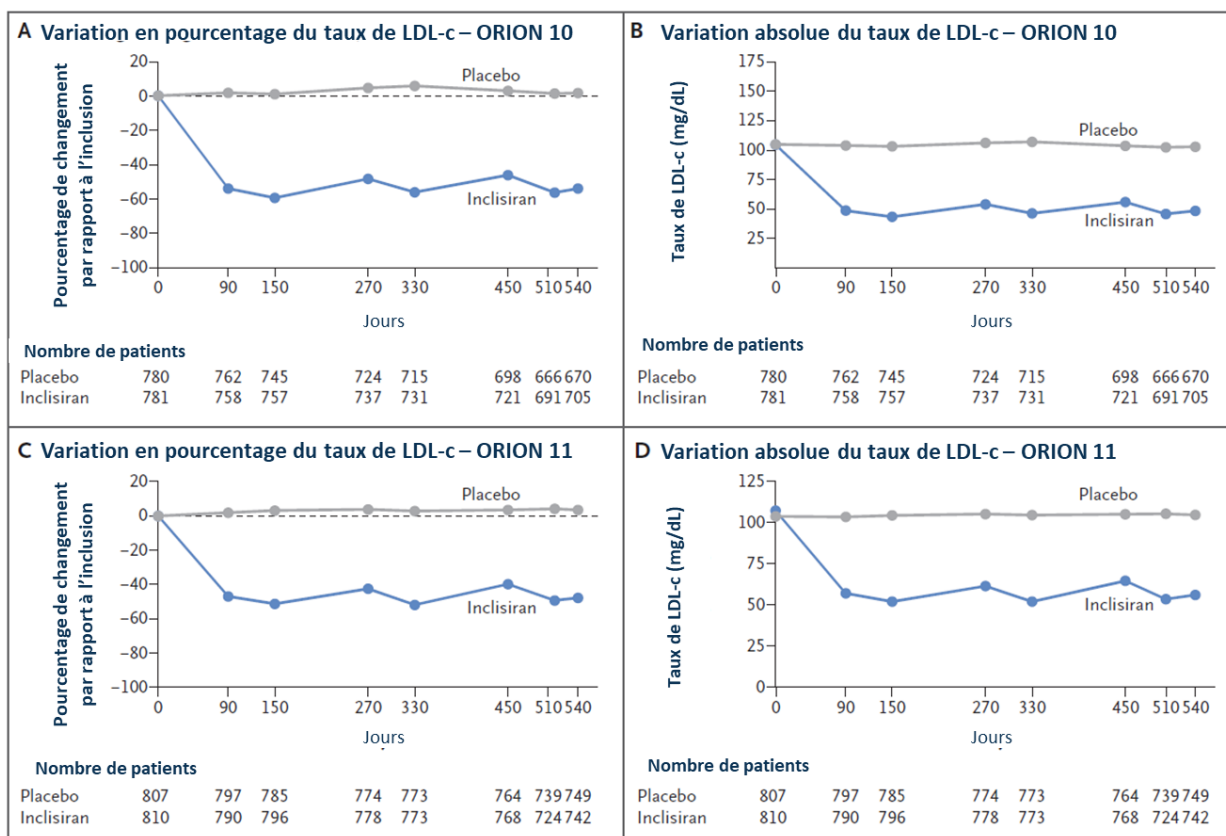 A Variation en pourcentage du taux de LDL-c – ORION 10
Pourcentage de changement
par rapport à l'inclusion
20
0
−20
−40
−60
−80
−100
Placebo
Inclisiran
0 90 150 270 330 450 510 540
Jours
Nombre de patients
Placebo 780 762 745 724 715 698 666 670
Inclisiran 781 758 757 737 731 721 691 705
B Variation absolue du taux de LDL-c – ORION 10
Taux de LDL-c (mg/dL)
175
150
125
100
75
50
25
Placebo
Inclisiran
0 90 150 270 330 450 510 540
Jours
Nombre de patients
Placebo 780 762 745 724 715 698 666 670
Inclisiran 781 758 757 737 731 721 691 705
C Variation en pourcentage du taux de LDL-c – ORION 11
Pourcentage de changement
par rapport à l'inclusion
20
0
−20
−40
−60
−80
−100
Placebo
Inclisiran
0 90 150 270 330 450 510 540
Jours
Nombre de patients
Placebo 807 797 785 774 773 764 739 749
Inclisiran 810 790 796 778 773 768 724 742
D Variation absolue du taux de LDL-c – ORION 11
Taux de LDL-c (mg/dL)
125
100
75
50
25
0
Placebo
Inclisiran
0 90 150 270 330 450 510 540
Jours
Nombre de patients
Placebo 807 797 785 774 773 764 739 749
Inclisiran 810 790 796 778 773 768 724 742